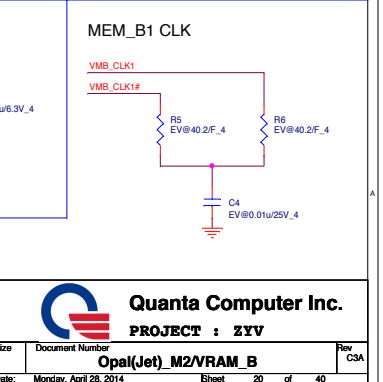 MEM_B1 CLK
VMB_CLK1
VMB_CLK1#
u/6.3V_4
R5
EV@40.2/F_4
R6
EV@40.2/F_4
A
C4
EV@0.01u/25V_4
Quanta Computer Inc.
PROJECT : ZYV
ize Document Number Rev
Opal(Jet)_M2/VRAM_B C3A
ate: Monday, April 28, 2014 Sheet 20 of 40